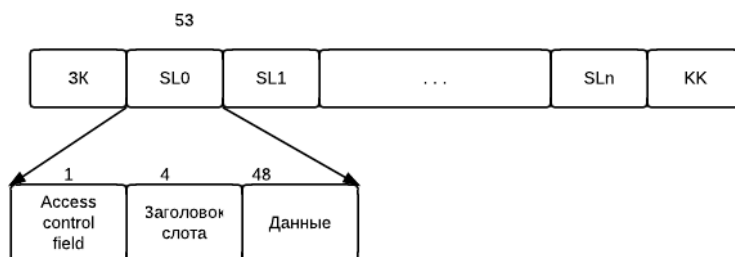 53
ЗК SL0 SL1 . . . SLn КК
1 4 48
Access
control
field
Заголовок
слота
Данные